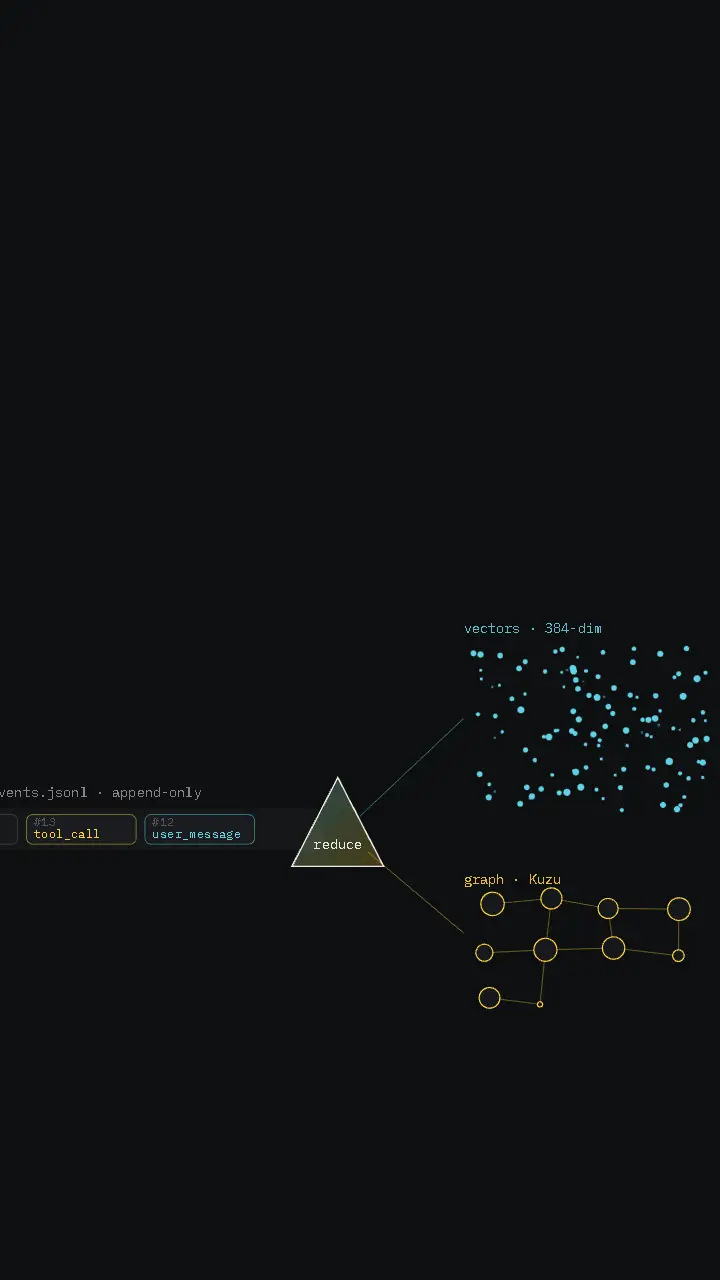 vectors · 384-dim
vents.jsonl · append-only
#13
tool_call
#12
user_message
reduce
graph · Kuzu